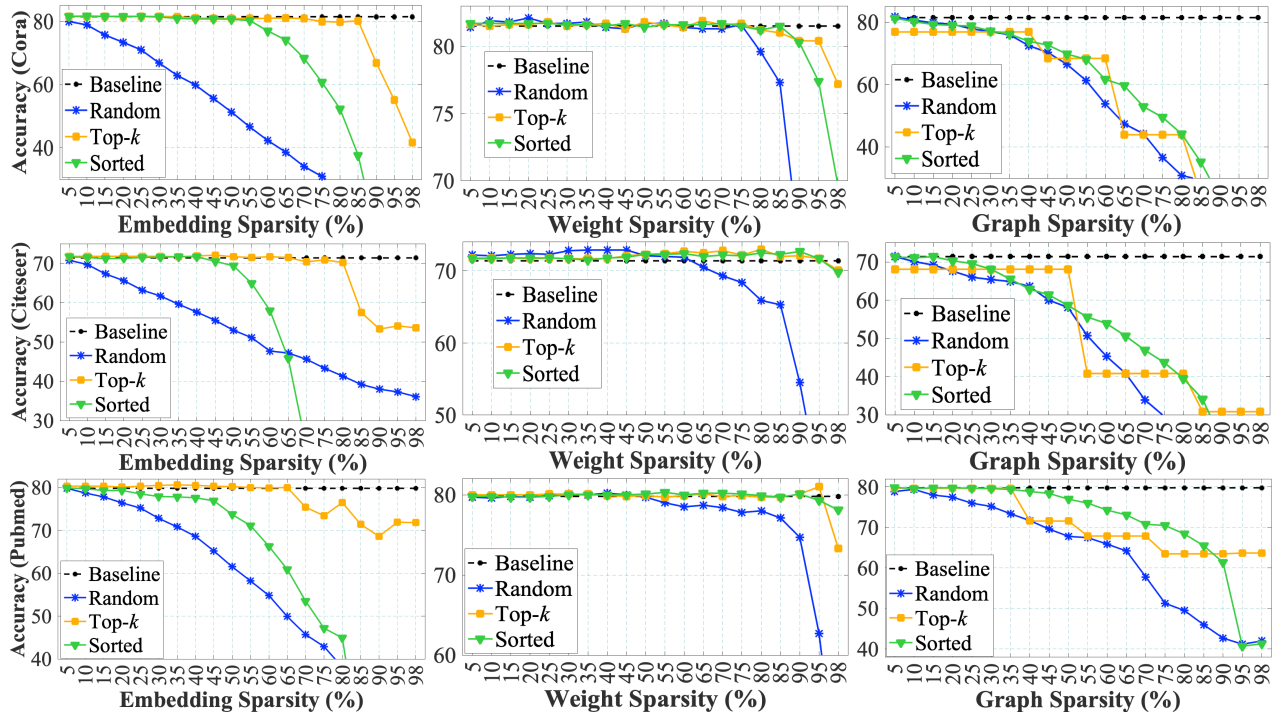 Accuracy (Cora)
80
60
40
Baseline
Random
Top-k
Sorted
5 10 15 20 25 30 35 40 45 50 55 60 65 70 75 80 85 90 95 98
Embedding Sparsity (%)
80
75
70
Baseline
Random
Top-k
Sorted
5 10 15 20 25 30 35 40 45 50 55 60 65 70 75 80 85 90 95 98
Weight Sparsity (%)
80
60
40
Baseline
Random
Top-k
Sorted
5 10 15 20 25 30 35 40 45 50 55 60 65 70 75 80 85 90 95 98
Graph Sparsity (%)
Accuracy (Citeseer)
70
60
50
40
30
Baseline
Random
Top-k
Sorted
5 10 15 20 25 30 35 40 45 50 55 60 65 70 75 80 85 90 95 98
Embedding Sparsity (%)
70
60
50
Baseline
Random
Top-k
Sorted
5 10 15 20 25 30 35 40 45 50 55 60 65 70 75 80 85 90 95 98
Weight Sparsity (%)
70
60
50
40
30
Baseline
Random
Top-k
Sorted
5 10 15 20 25 30 35 40 45 50 55 60 65 70 75 80 85 90 95 98
Graph Sparsity (%)
Accuracy (Pubmed)
80
70
60
50
40
Baseline
Random
Top-k
Sorted
5 10 15 20 25 30 35 40 45 50 55 60 65 70 75 80 85 90 95 98
Embedding Sparsity (%)
80
70
60
Baseline
Random
Top-k
Sorted
5 10 15 20 25 30 35 40 45 50 55 60 65 70 75 80 85 90 95 98
Weight Sparsity (%)
80
70
60
50
40
Baseline
Random
Top-k
Sorted
5 10 15 20 25 30 35 40 45 50 55 60 65 70 75 80 85 90 95 98
Graph Sparsity (%)